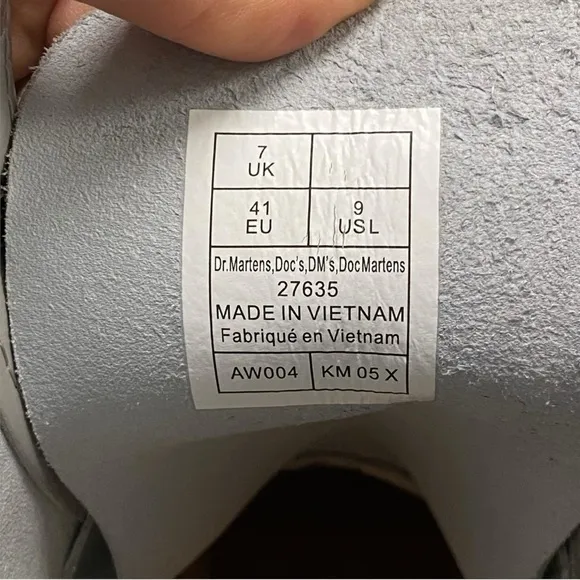 7
UK
41
EU
9
USL
Dr.Martens,Doc's,DM's,DocMartens
27635
MADE IN VIETNAM
Fabriqué en Vietnam
AW004
KM 05 X